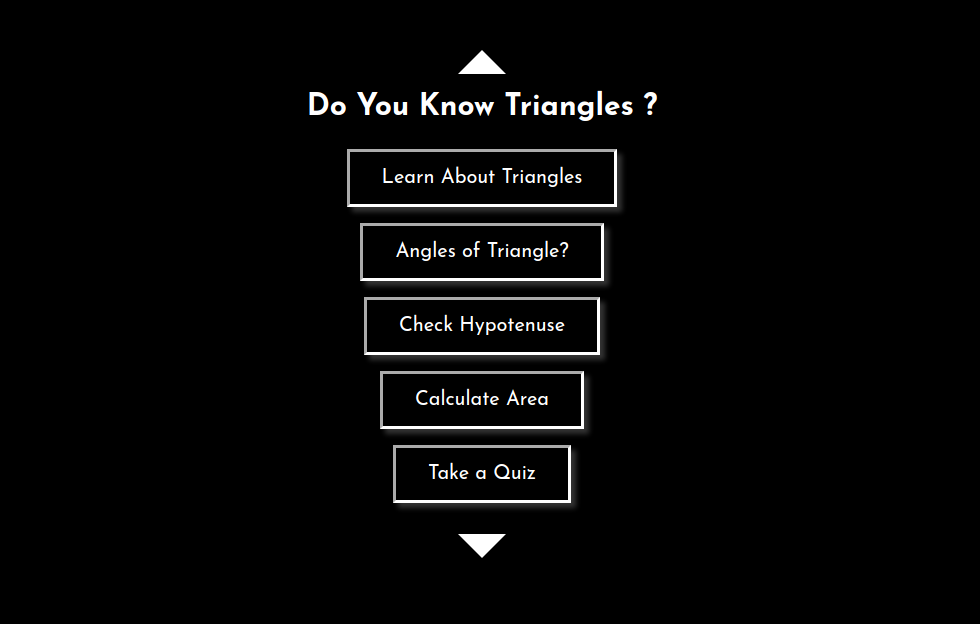 Do You Know Triangles ?
Learn About Triangles
Angles of Triangle?
Check Hypotenuse
Calculate Area
Take a Quiz